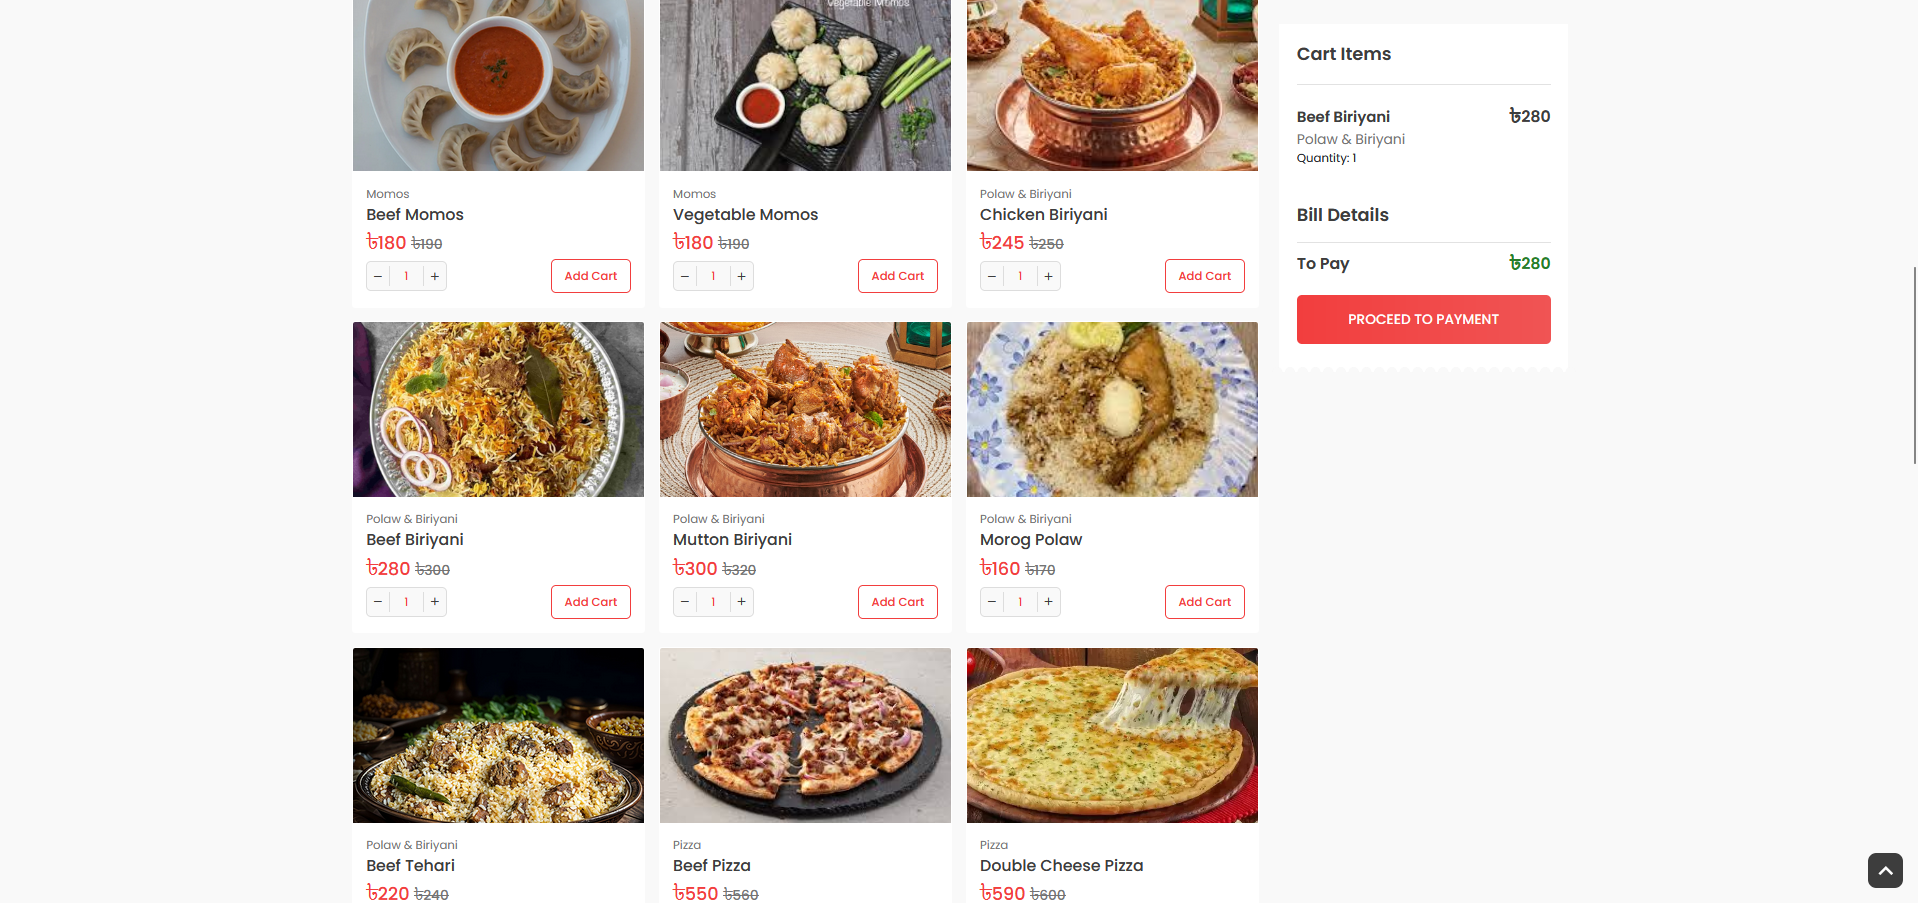 Vegetable Momos
Momos
Beef Momos
৳180 ৳190
− 1 + Add Cart
Momos
Vegetable Momos
৳180 ৳190
− 1 + Add Cart
Polaw & Biriyani
Chicken Biriyani
৳245 ৳250
− 1 + Add Cart
Polaw & Biriyani
Beef Biriyani
৳280 ৳300
− 1 + Add Cart
Polaw & Biriyani
Mutton Biriyani
৳300 ৳320
− 1 + Add Cart
Polaw & Biriyani
Morog Polaw
৳160 ৳170
− 1 + Add Cart
Polaw & Biriyani
Beef Tehari
৳220 ৳240
Pizza
Beef Pizza
৳550 ৳560
Pizza
Double Cheese Pizza
৳590 ৳600
Cart Items
Beef Biriyani ৳280
Polaw & Biriyani
Quantity: 1
Bill Details
To Pay ৳280
PROCEED TO PAYMENT